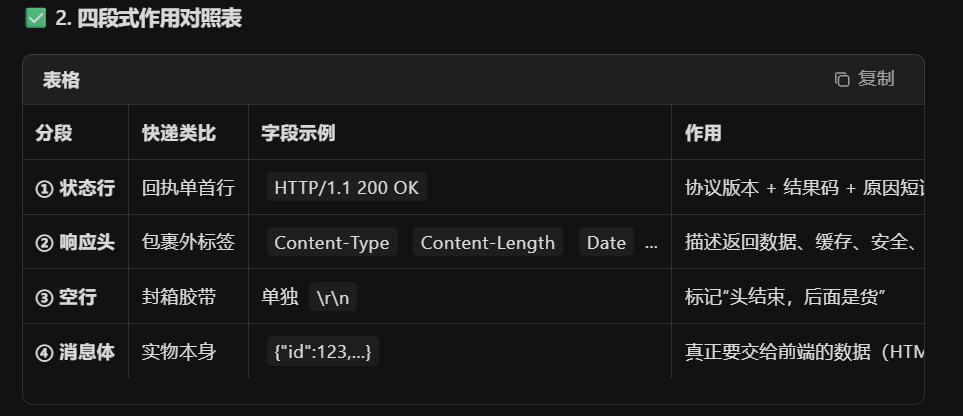 ✅ 2. 四段式作用对照表
表格 复制
分段 快递类比 字段示例 作用
① 状态行 回执单首行 HTTP/1.1 200 OK 协议版本 + 结果码 + 原因短
② 响应头 包裹外标签 Content-Type Content-Length Date ... 描述返回数据、缓存、安全、
③ 空行 封箱胶带 单独 \r\n 标记“头结束，后面是货”
④ 消息体 实物本身 {"id":123,...} 真正要交给前端的数据（HTM